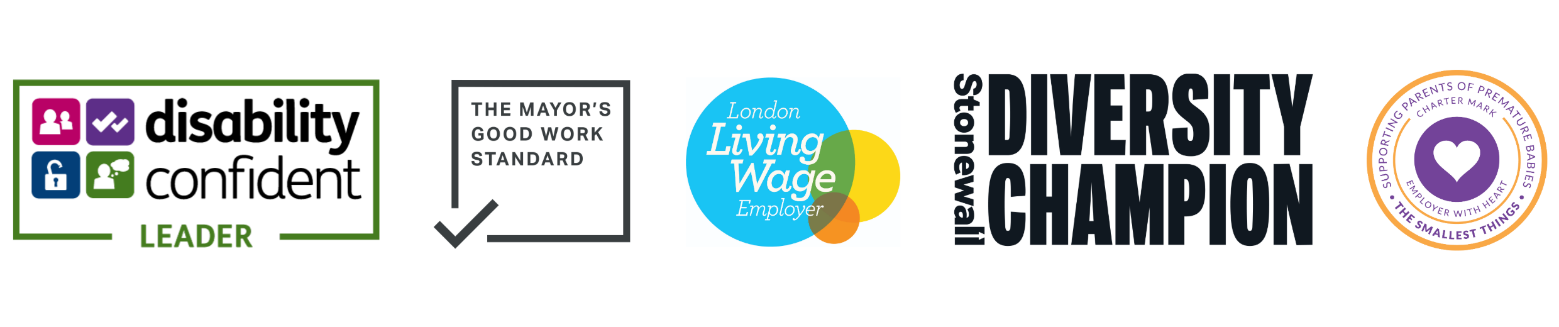 disability
confident
LEADER
THE MAYOR'S
GOOD WORK
STANDARD
London
Living
Wage
Employer
Stonewall
DIVERSITY
CHAMPION
SUPPORTING PARENTS OF PREMATURE BABIES
CHARTER MARK
EMPLOYER WITH HEART
• THE SMALLEST THINGS •